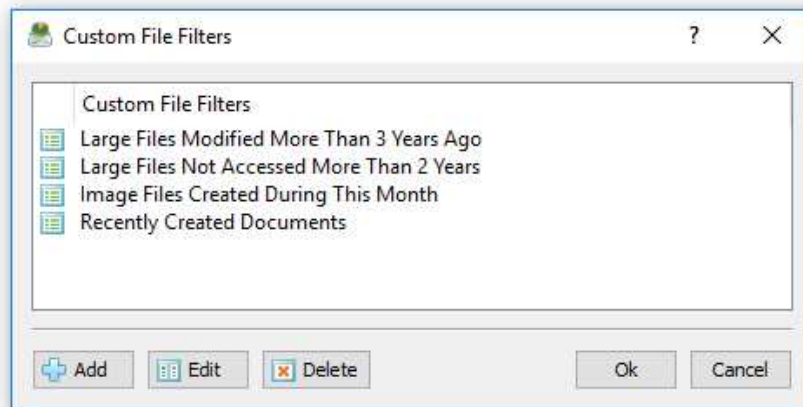 Custom File Filters
?
Custom File Filters
Large Files Modified More Than 3 Years Ago
Large Files Not Accessed More Than 2 Years
Image Files Created During This Month
Recently Created Documents
Add Edit Delete Ok Cancel